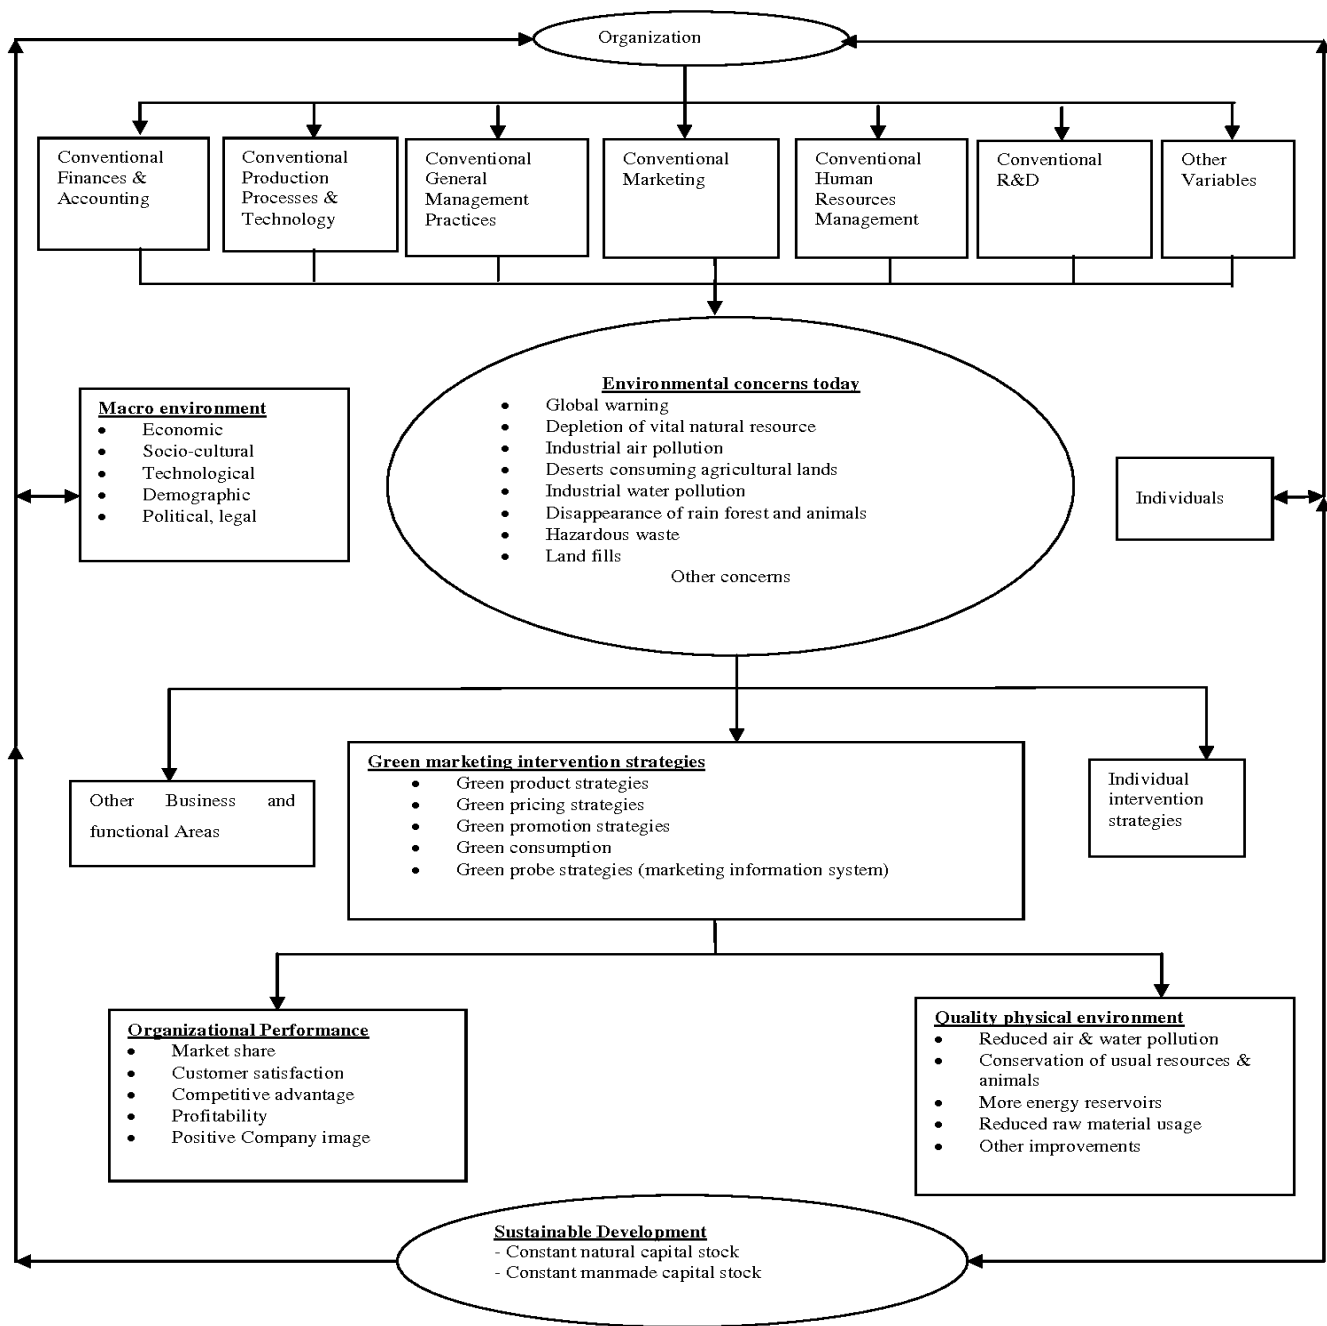 Organization
Conventional
Finances &
Accounting
Conventional
Production
Processes &
Technology
Conventional
General
Management
Practices
Conventional
Marketing
Conventional
Human
Resources
Management
Conventional
R&D
Other
Variables
Macro environment
• Economic
• Socio-cultural
• Technological
• Demographic
• Political, legal
Environmental concerns today
• Global warning
• Depletion of vital natural resource
• Industrial air pollution
• Deserts consuming agricultural lands
• Industrial water pollution
• Disappearance of rain forest and animals
• Hazardous waste
• Land fills
Other concerns
Individuals
Other Business and
functional Areas
Green marketing intervention strategies
• Green product strategies
• Green pricing strategies
• Green promotion strategies
• Green consumption
• Green probe strategies (marketing information system)
Individual
intervention
strategies
Organizational Performance
• Market share
• Customer satisfaction
• Competitive advantage
• Profitability
• Positive Company image
Quality physical environment
• Reduced air & water pollution
• Conservation of usual resources &
animals
• More energy reservoirs
• Reduced raw material usage
• Other improvements
Sustainable Development
- Constant natural capital stock
- Constant manmade capital stock